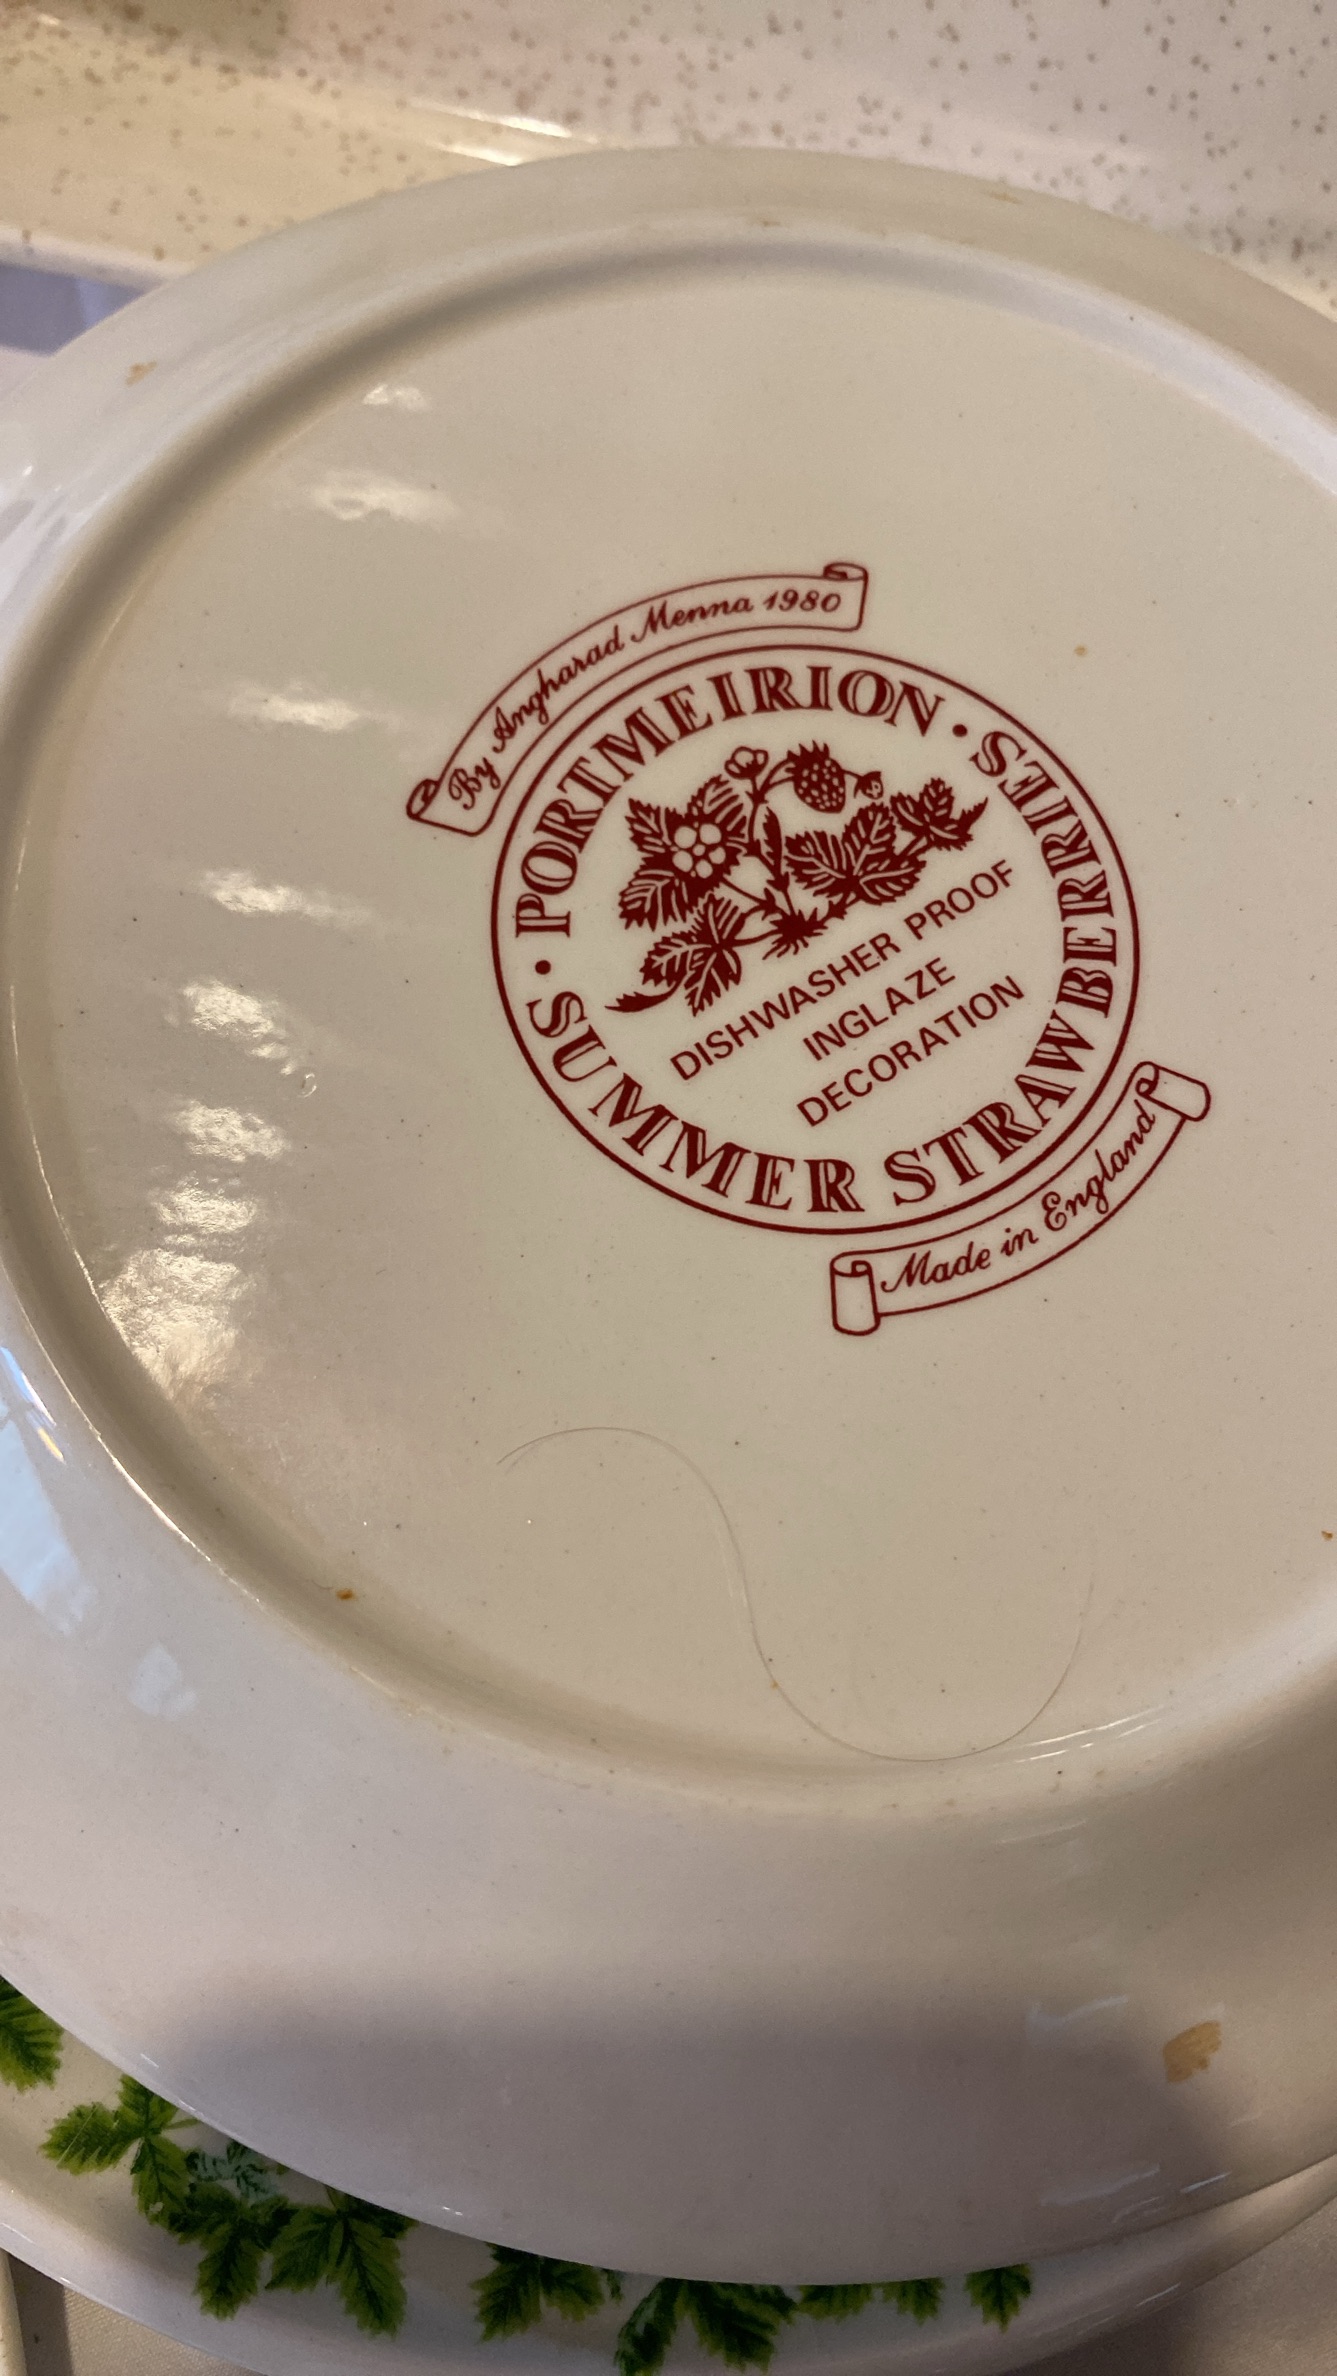 By Angharad Menna 1980
· PORTMEIRION ·
SUMMER STRAWBERRIES
DISHWASHER PROOF
INGLAZE
DECORATION
Made in England